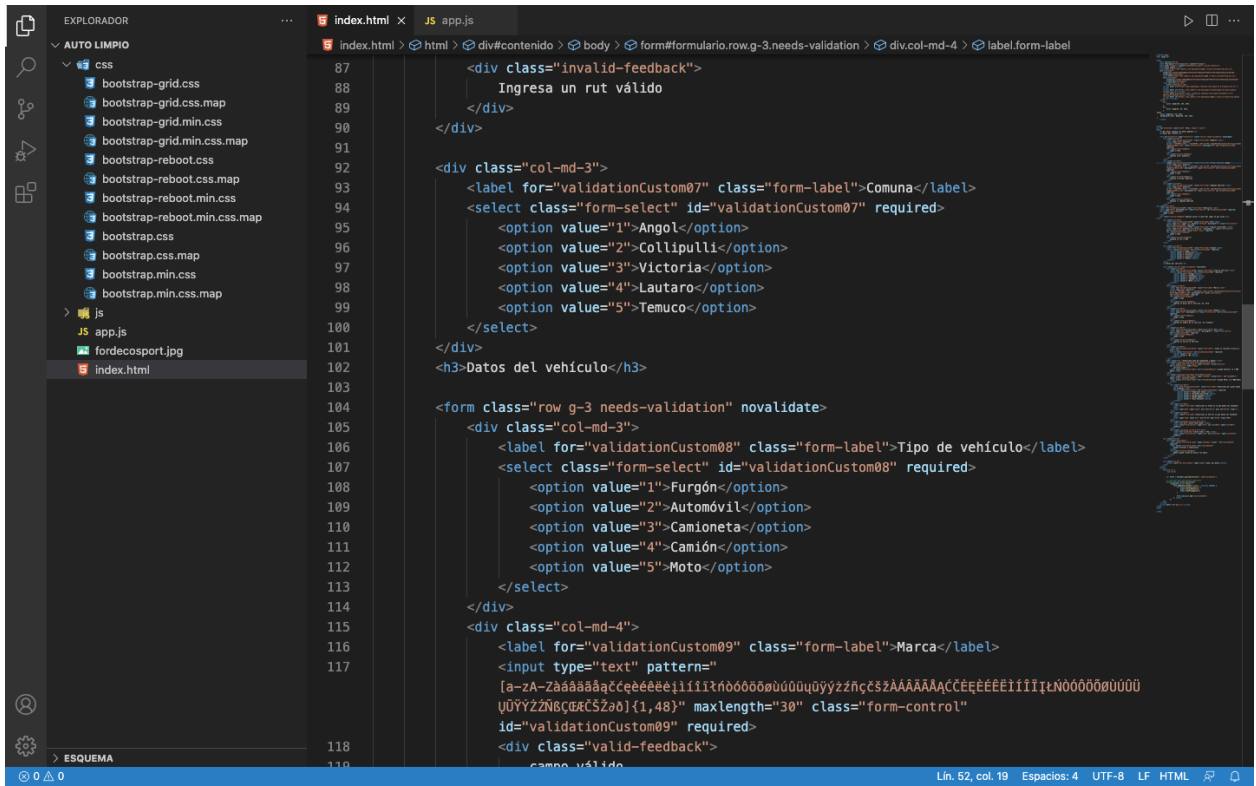 EXPLORADOR
AUTO LIMPIO
css
bootstrap-grid.css
bootstrap-grid.css.map
bootstrap-grid.min.css
bootstrap-grid.min.css.map
bootstrap-reboot.css
bootstrap-reboot.css.map
bootstrap-reboot.min.css
bootstrap-reboot.min.css.map
bootstrap.css
bootstrap.css.map
bootstrap.min.css
bootstrap.min.css.map
js
JS app.js
fordecosport.jpg
index.html
ESQUEMA
index.html × JS app.js
index.html > html > div#contenido > body > form#formulario.row.g-3.needs-validation > div.col-md-4 > label.form-label
87 <div class="invalid-feedback">
88 Ingresa un rut válido
89 </div>
90 </div>
91
92 <div class="col-md-3">
93 <label for="validationCustom07" class="form-label">Comuna</label>
94 <select class="form-select" id="validationCustom07" required>
95 <option value="1">Angol</option>
96 <option value="2">Collipulli</option>
97 <option value="3">Victoria</option>
98 <option value="4">Lautaro</option>
99 <option value="5">Temuco</option>
100 </select>
101 </div>
102 <h3>Datos del vehículo</h3>
103
104 <form class="row g-3 needs-validation" novalidate>
105 <div class="col-md-3">
106 <label for="validationCustom08" class="form-label">Tipo de vehículo</label>
107 <select class="form-select" id="validationCustom08" required>
108 <option value="1">Furgón</option>
109 <option value="2">Automóvil</option>
110 <option value="3">Camioneta</option>
111 <option value="4">Camión</option>
112 <option value="5">Moto</option>
113 </select>
114 </div>
115 <div class="col-md-4">
116 <label for="validationCustom09" class="form-label">Marca</label>
117 <input type="text" pattern="
[a-zA-ZàáâäãåąčćęèéêëėįìíîïłńòóôöõøùúûüųūÿýżźñçčšžÀÁÂÄÃÅĄĆČĖĘÈÉÊËÌÍÎÏĮŁŃÒÓÔÖÕØÙÚÛÜ
ŲŪŸÝŻŹÑßÇŒÆČŠŽ∂ð]{1,48}" maxlength="30" class="form-control"
id="validationCustom09" required>
118 <div class="valid-feedback">
119 campo válido
0 0
Lín. 52, col. 19 Espacios: 4 UTF-8 LF HTML